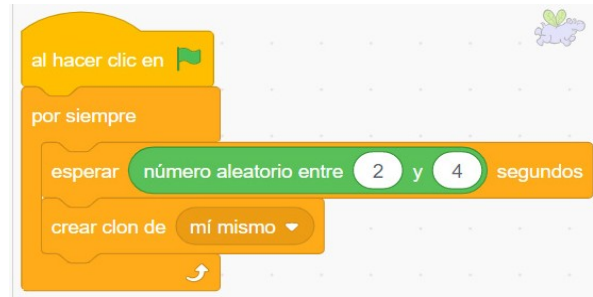 al hacer clic en
por siempre
esperar número aleatorio entre 2 y 4 segundos
crear clon de mí mismo